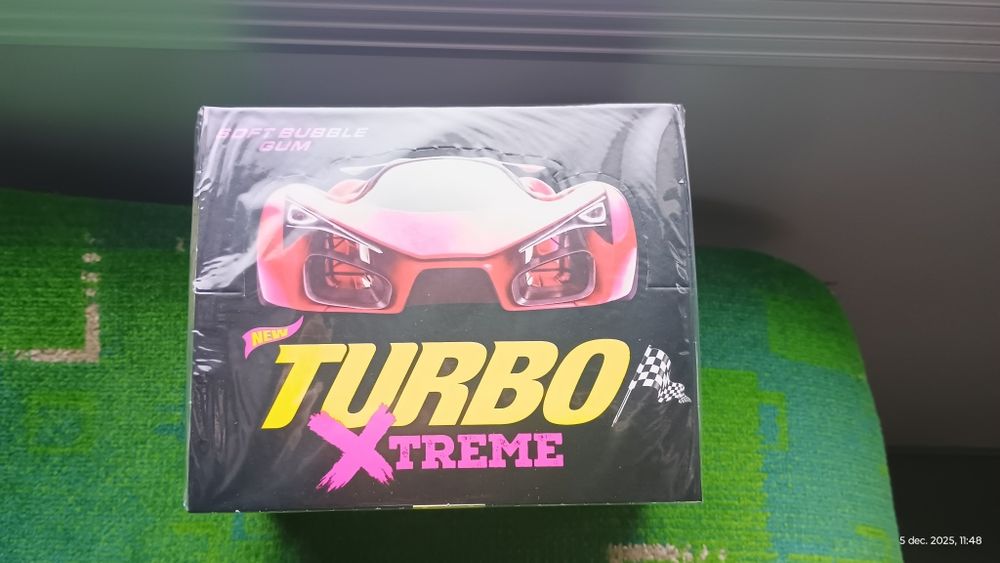 SOFT BUBBLE
GUM
NEW
TURBO
XTREME
5 dec. 2025, 11:48